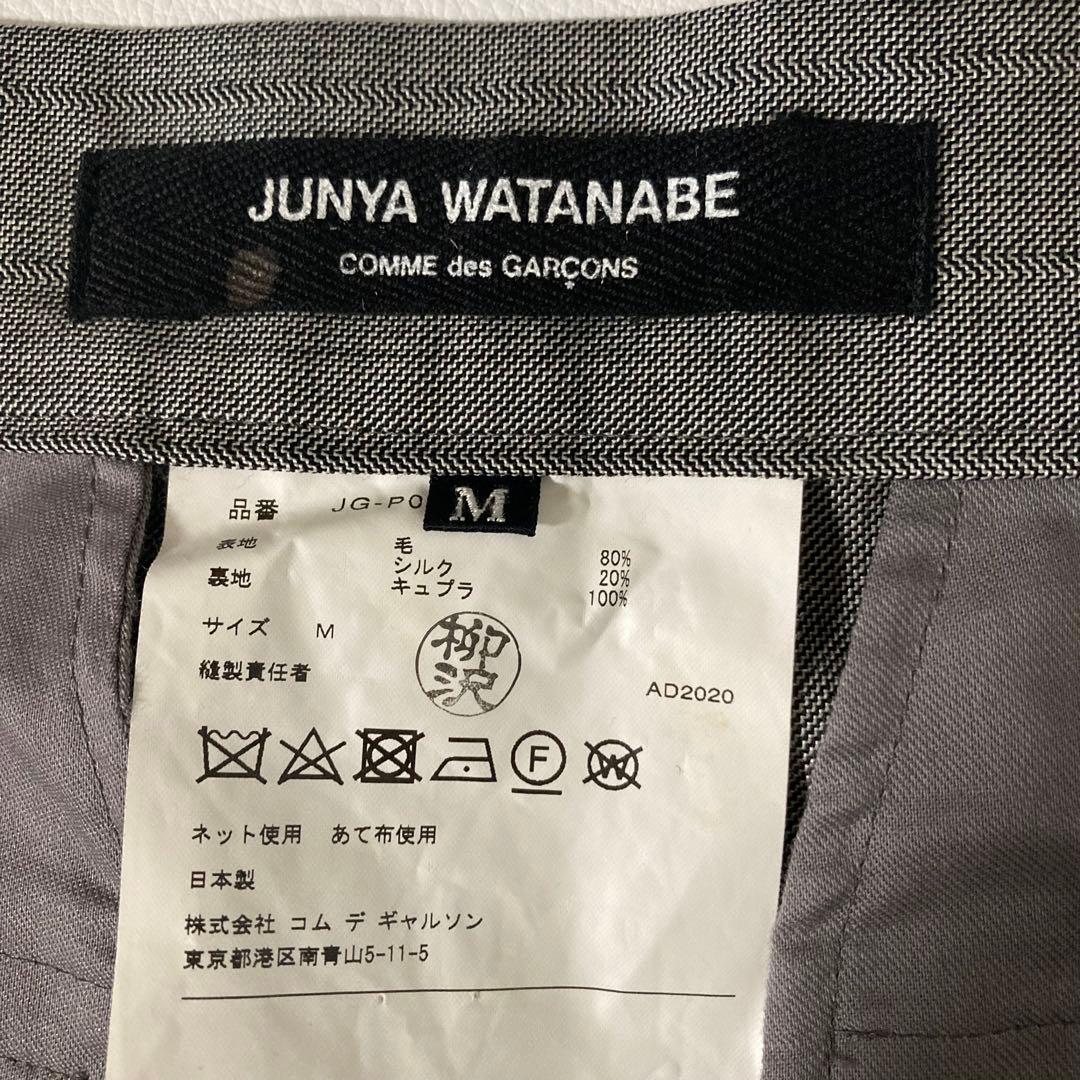 JUNYA WATANABE
COMME des GARÇONS
品番 JG-P0
M
表地 毛 80%
シルク 20%
裏地 キュプラ 100%
サイズ M
縫製責任者 柳沢
AD2020
F W
ネット使用 あて布使用
日本製
株式会社 コム デ ギャルソン
東京都港区南青山5-11-5